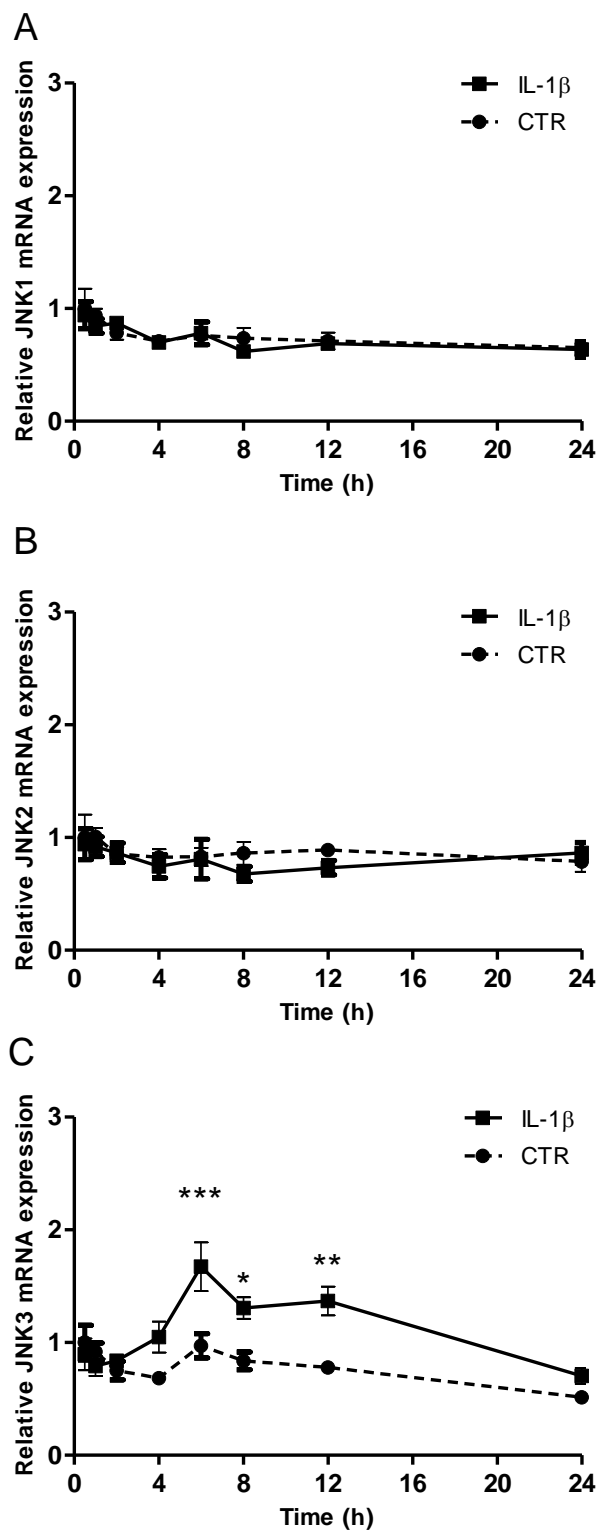 A
Relative JNK1 mRNA expression
3
2
1
0
IL-1β
CTR
0 4 8 12 16 20 24
Time (h)
B
Relative JNK2 mRNA expression
3
2
1
0
IL-1β
CTR
0 4 8 12 16 20 24
Time (h)
C
Relative JNK3 mRNA expression
3
2
1
0
IL-1β
CTR
***
*
**
0 4 8 12 16 20 24
Time (h)